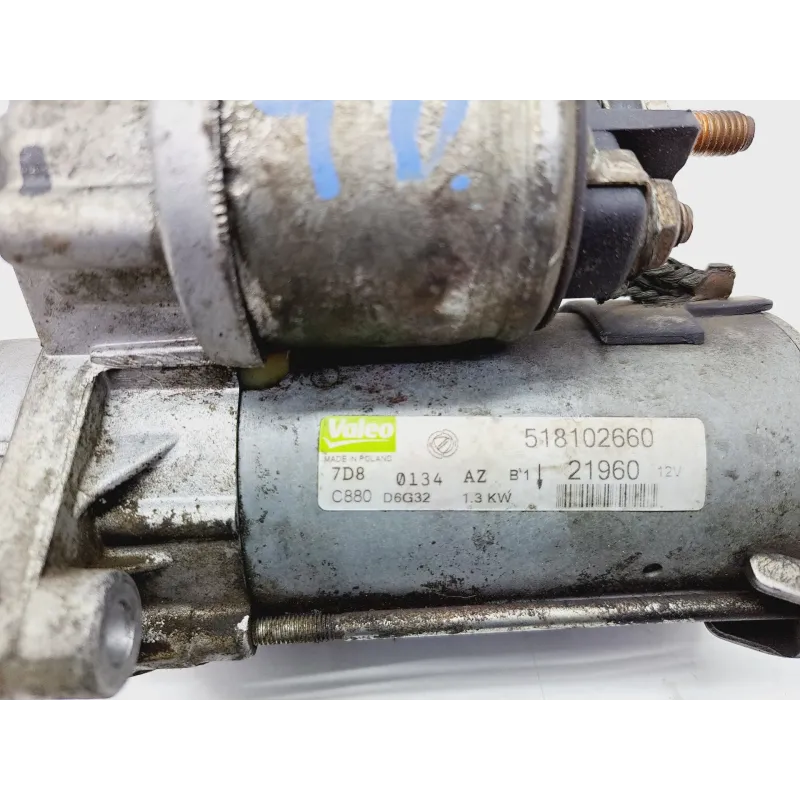 Valeo 518102660
MADE IN POLAND
7D8 0134 AZ B'1 21960 12V
C880 D6G32 1.3 KW